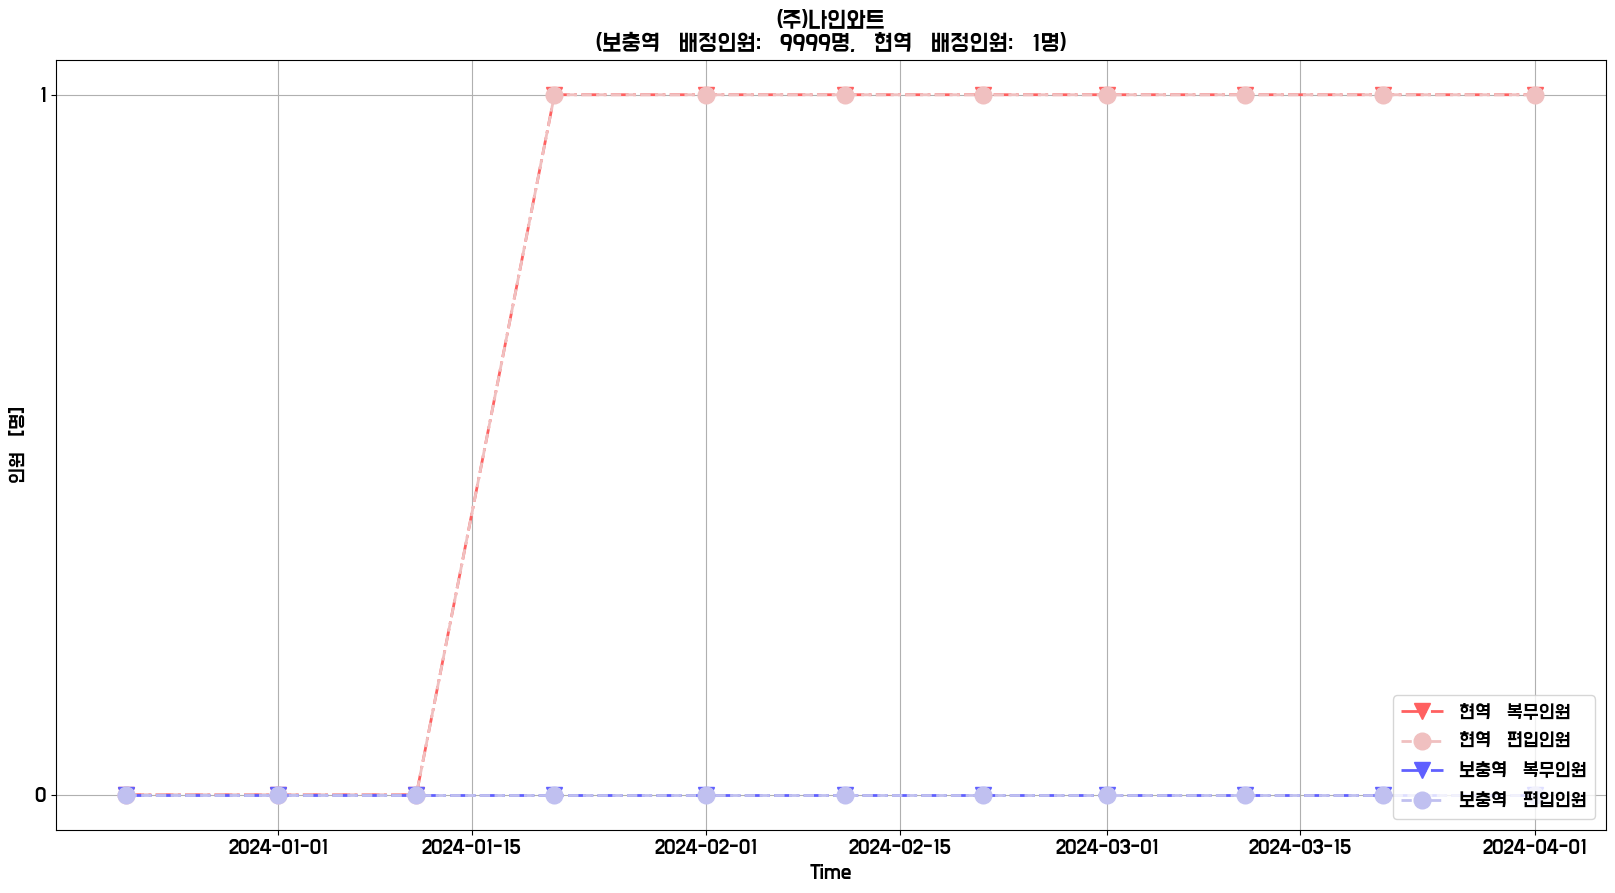 (주)나인와트
(보충역 배정인원: 9999명, 현역 배정인원: 1명)
1
0
인원 [명]
2024-01-01
2024-01-15
2024-02-01
2024-02-15
2024-03-01
2024-03-15
2024-04-01
Time
현역 복무인원
현역 편입인원
보충역 복무인원
보충역 편입인원